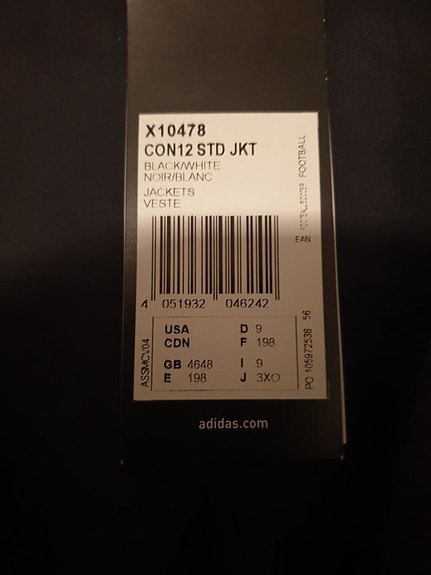 X10478
CON12 STD JKT
BLACK/WHITE
NOIR/BLANC
JACKETS
VESTE
FOOTBALL
EAN
4 051932 046242
USA D 9
CDN F 198
GB 4648 I 9
E 198 J 3XO
ASSMCV04
PO 105972538 56
adidas.com